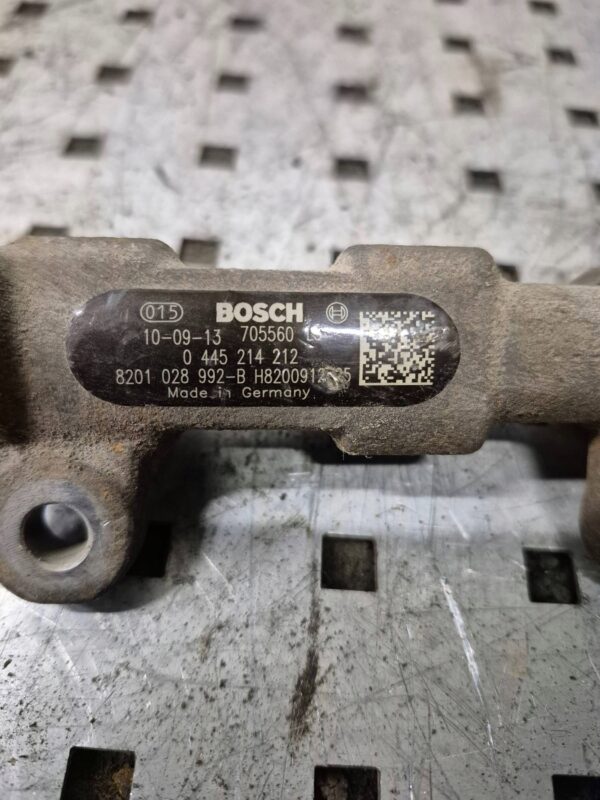 015 BOSCH
10-09-13 705560
0 445 214 212
8201 028 992-B
Made in Germany